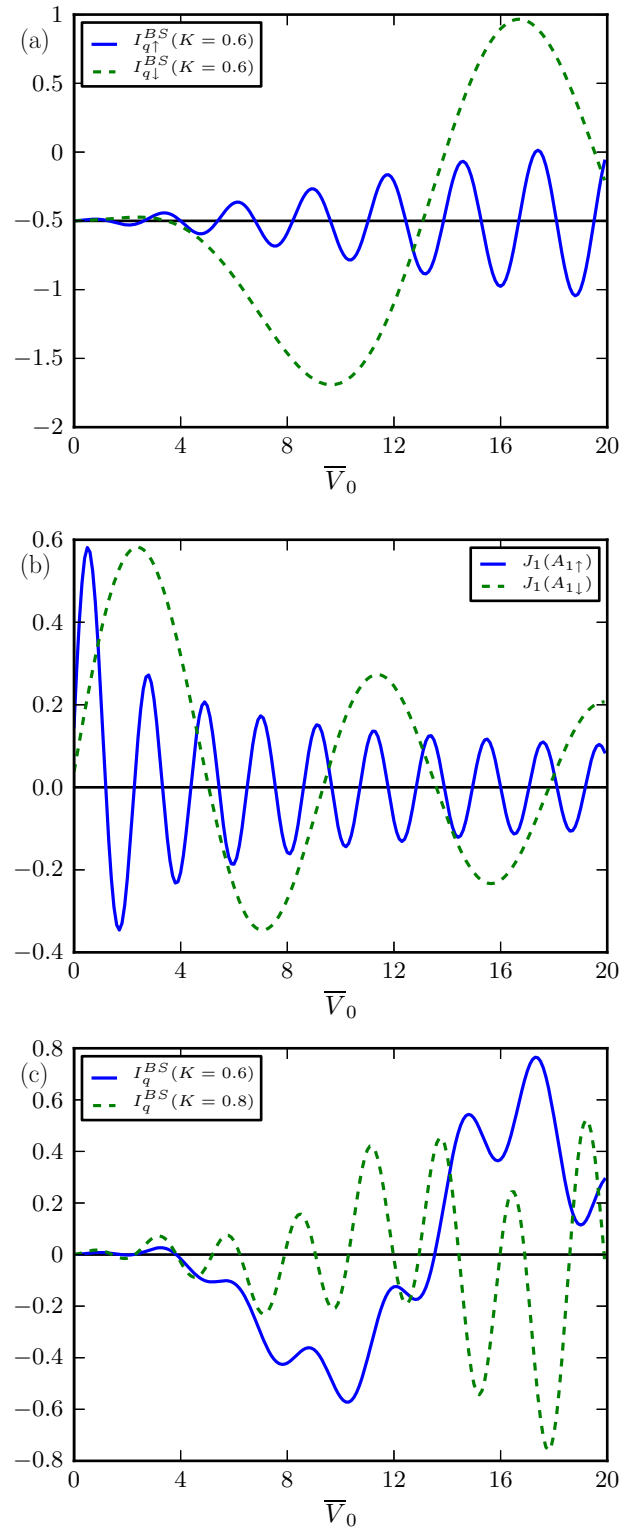 (a)
I_{q↑}^{BS}(K = 0.6)
I_{q↓}^{BS}(K = 0.6)
1
0.5
0
−0.5
−1
−1.5
−2
0 4 8 12 16 20
V̅_0
(b)
J_1(A_{1↑})
J_1(A_{1↓})
0.6
0.4
0.2
0.0
−0.2
−0.4
0 4 8 12 16 20
V̅_0
(c)
I_q^{BS}(K = 0.6)
I_q^{BS}(K = 0.8)
0.8
0.6
0.4
0.2
0
−0.2
−0.4
−0.6
−0.8
0 4 8 12 16 20
V̅_0